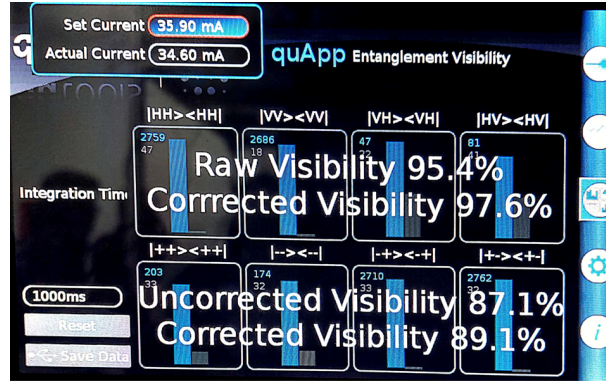 Set Current 35.90 mA
Actual Current 34.60 mA
quApp Entanglement Visibility
|HH><HH| |VV><VV| |VH><VH| |HV><HV|
2759 2686 47 81
47 18 22 41
Raw Visibility 95.4%
Integration Time
Corrrected Visibility 97.6%
|++><++| |--><--| |-+><-+| |+-><+-|
203 174 2710 2762
33 32 33 32
1000ms
Uncorrected Visibility 87.1%
Reset
Corrected Visibility 89.1%
Save Data